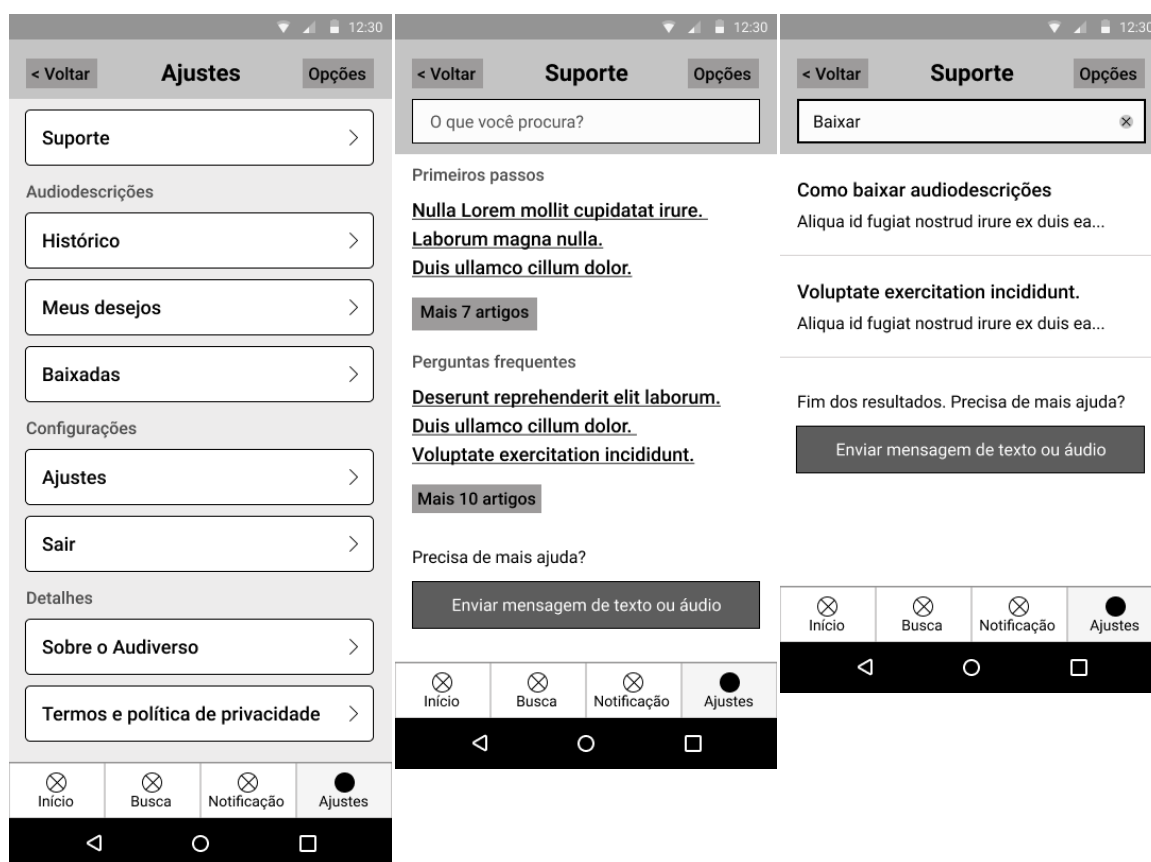 12:30
< Voltar
Ajustes
Opções
Suporte
Audiodescrições
Histórico
Meus desejos
Baixadas
Configurações
Ajustes
Sair
Detalhes
Sobre o Audiverso
Termos e política de privacidade
Início
Busca
Notificação
Ajustes
12:30
< Voltar
Suporte
Opções
O que você procura?
Primeiros passos
Nulla Lorem mollit cupidatat irure.
Laborum magna nulla.
Duis ullamco cillum dolor.
Mais 7 artigos
Perguntas frequentes
Deserunt reprehenderit elit laborum.
Duis ullamco cillum dolor.
Voluptate exercitation incididunt.
Mais 10 artigos
Precisa de mais ajuda?
Enviar mensagem de texto ou áudio
Início
Busca
Notificação
Ajustes
12:30
< Voltar
Suporte
Opções
Baixar
Como baixar audiodescrições
Aliqua id fugiat nostrud irure ex duis ea...
Voluptate exercitation incididunt.
Aliqua id fugiat nostrud irure ex duis ea...
Fim dos resultados. Precisa de mais ajuda?
Enviar mensagem de texto ou áudio
Início
Busca
Notificação
Ajustes